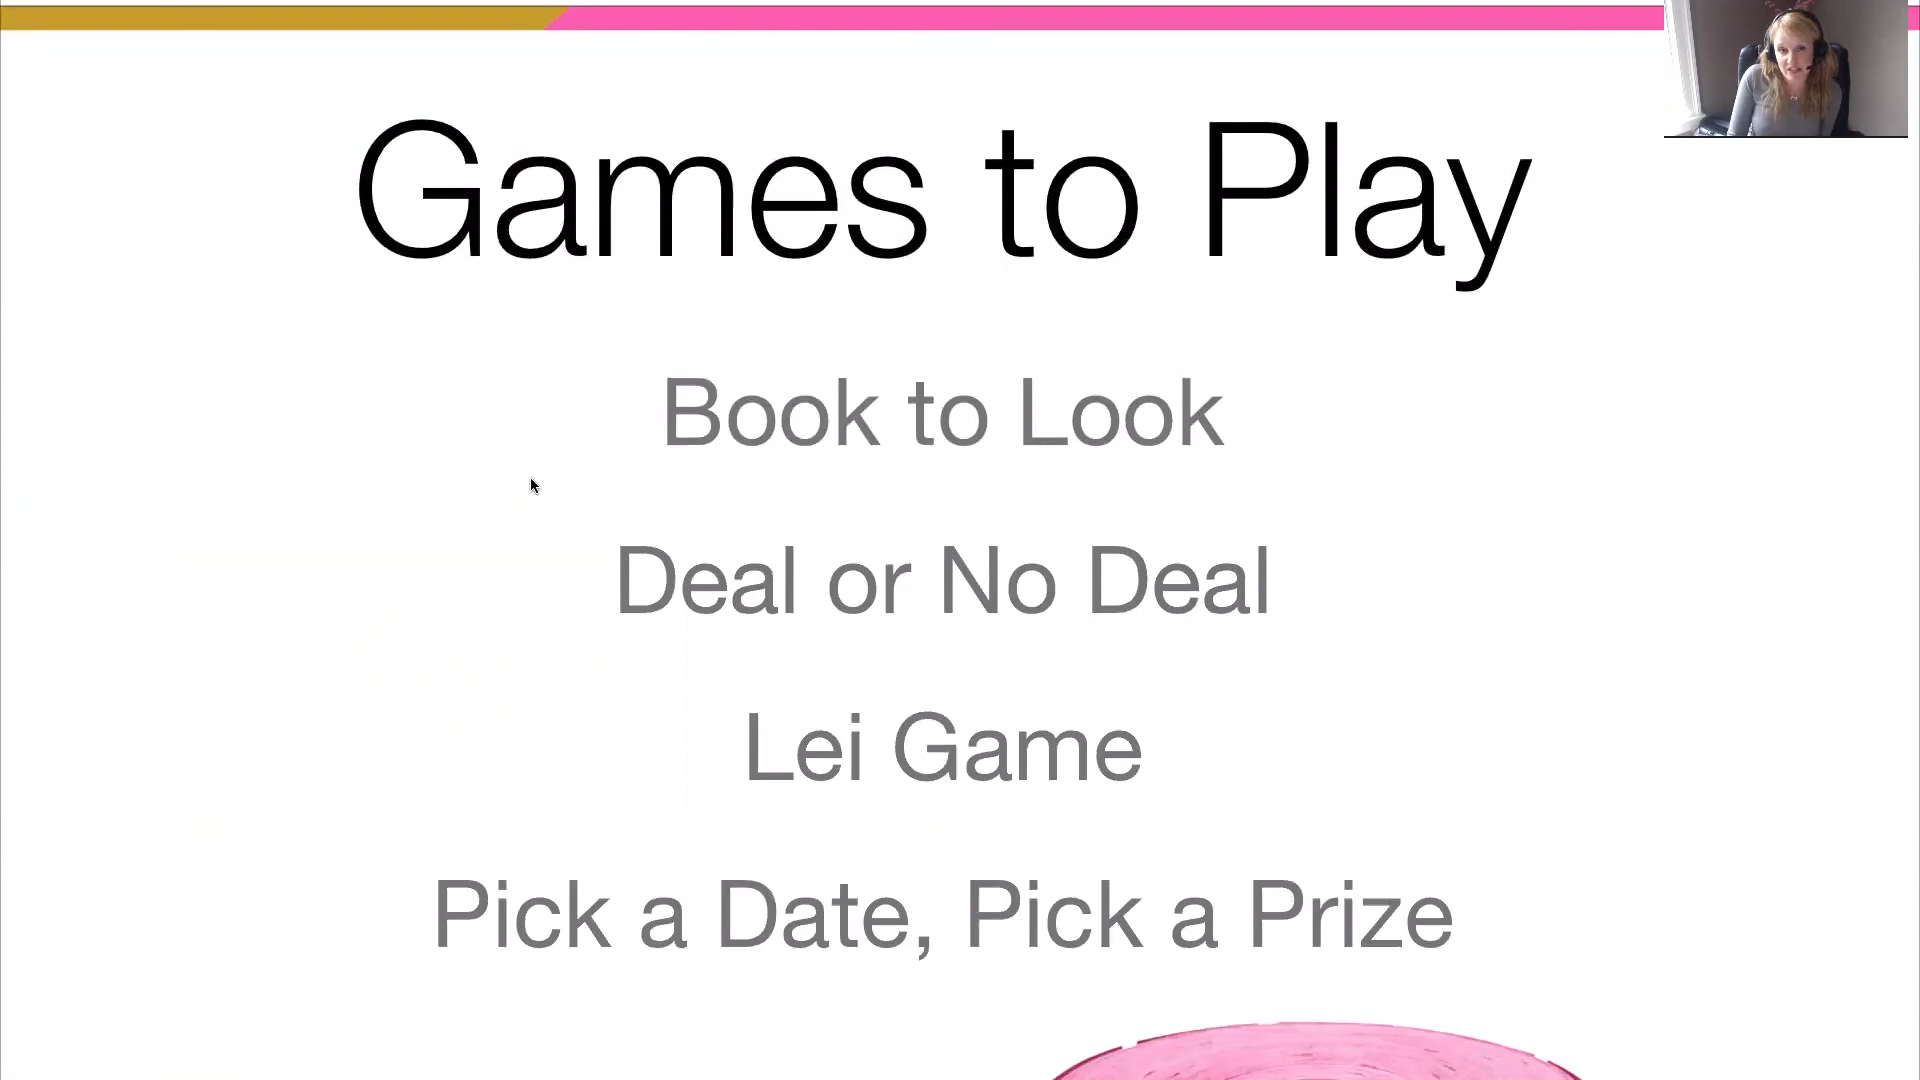 Games to Play
Book to Look
Deal or No Deal
Lei Game
Pick a Date, Pick a Prize